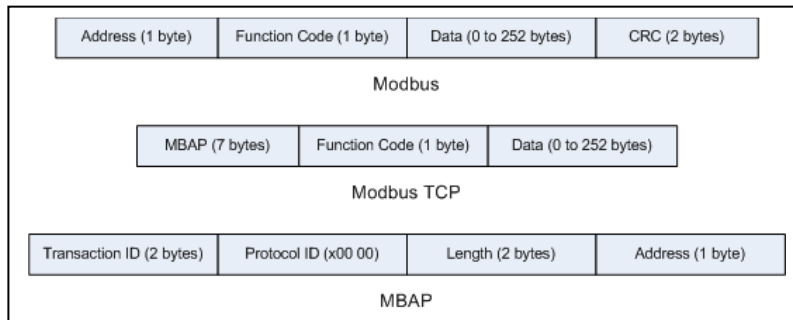 Address (1 byte) Function Code (1 byte) Data (0 to 252 bytes) CRC (2 bytes)
Modbus
MBAP (7 bytes) Function Code (1 byte) Data (0 to 252 bytes)
Modbus TCP
Transaction ID (2 bytes) Protocol ID (x00 00) Length (2 bytes) Address (1 byte)
MBAP